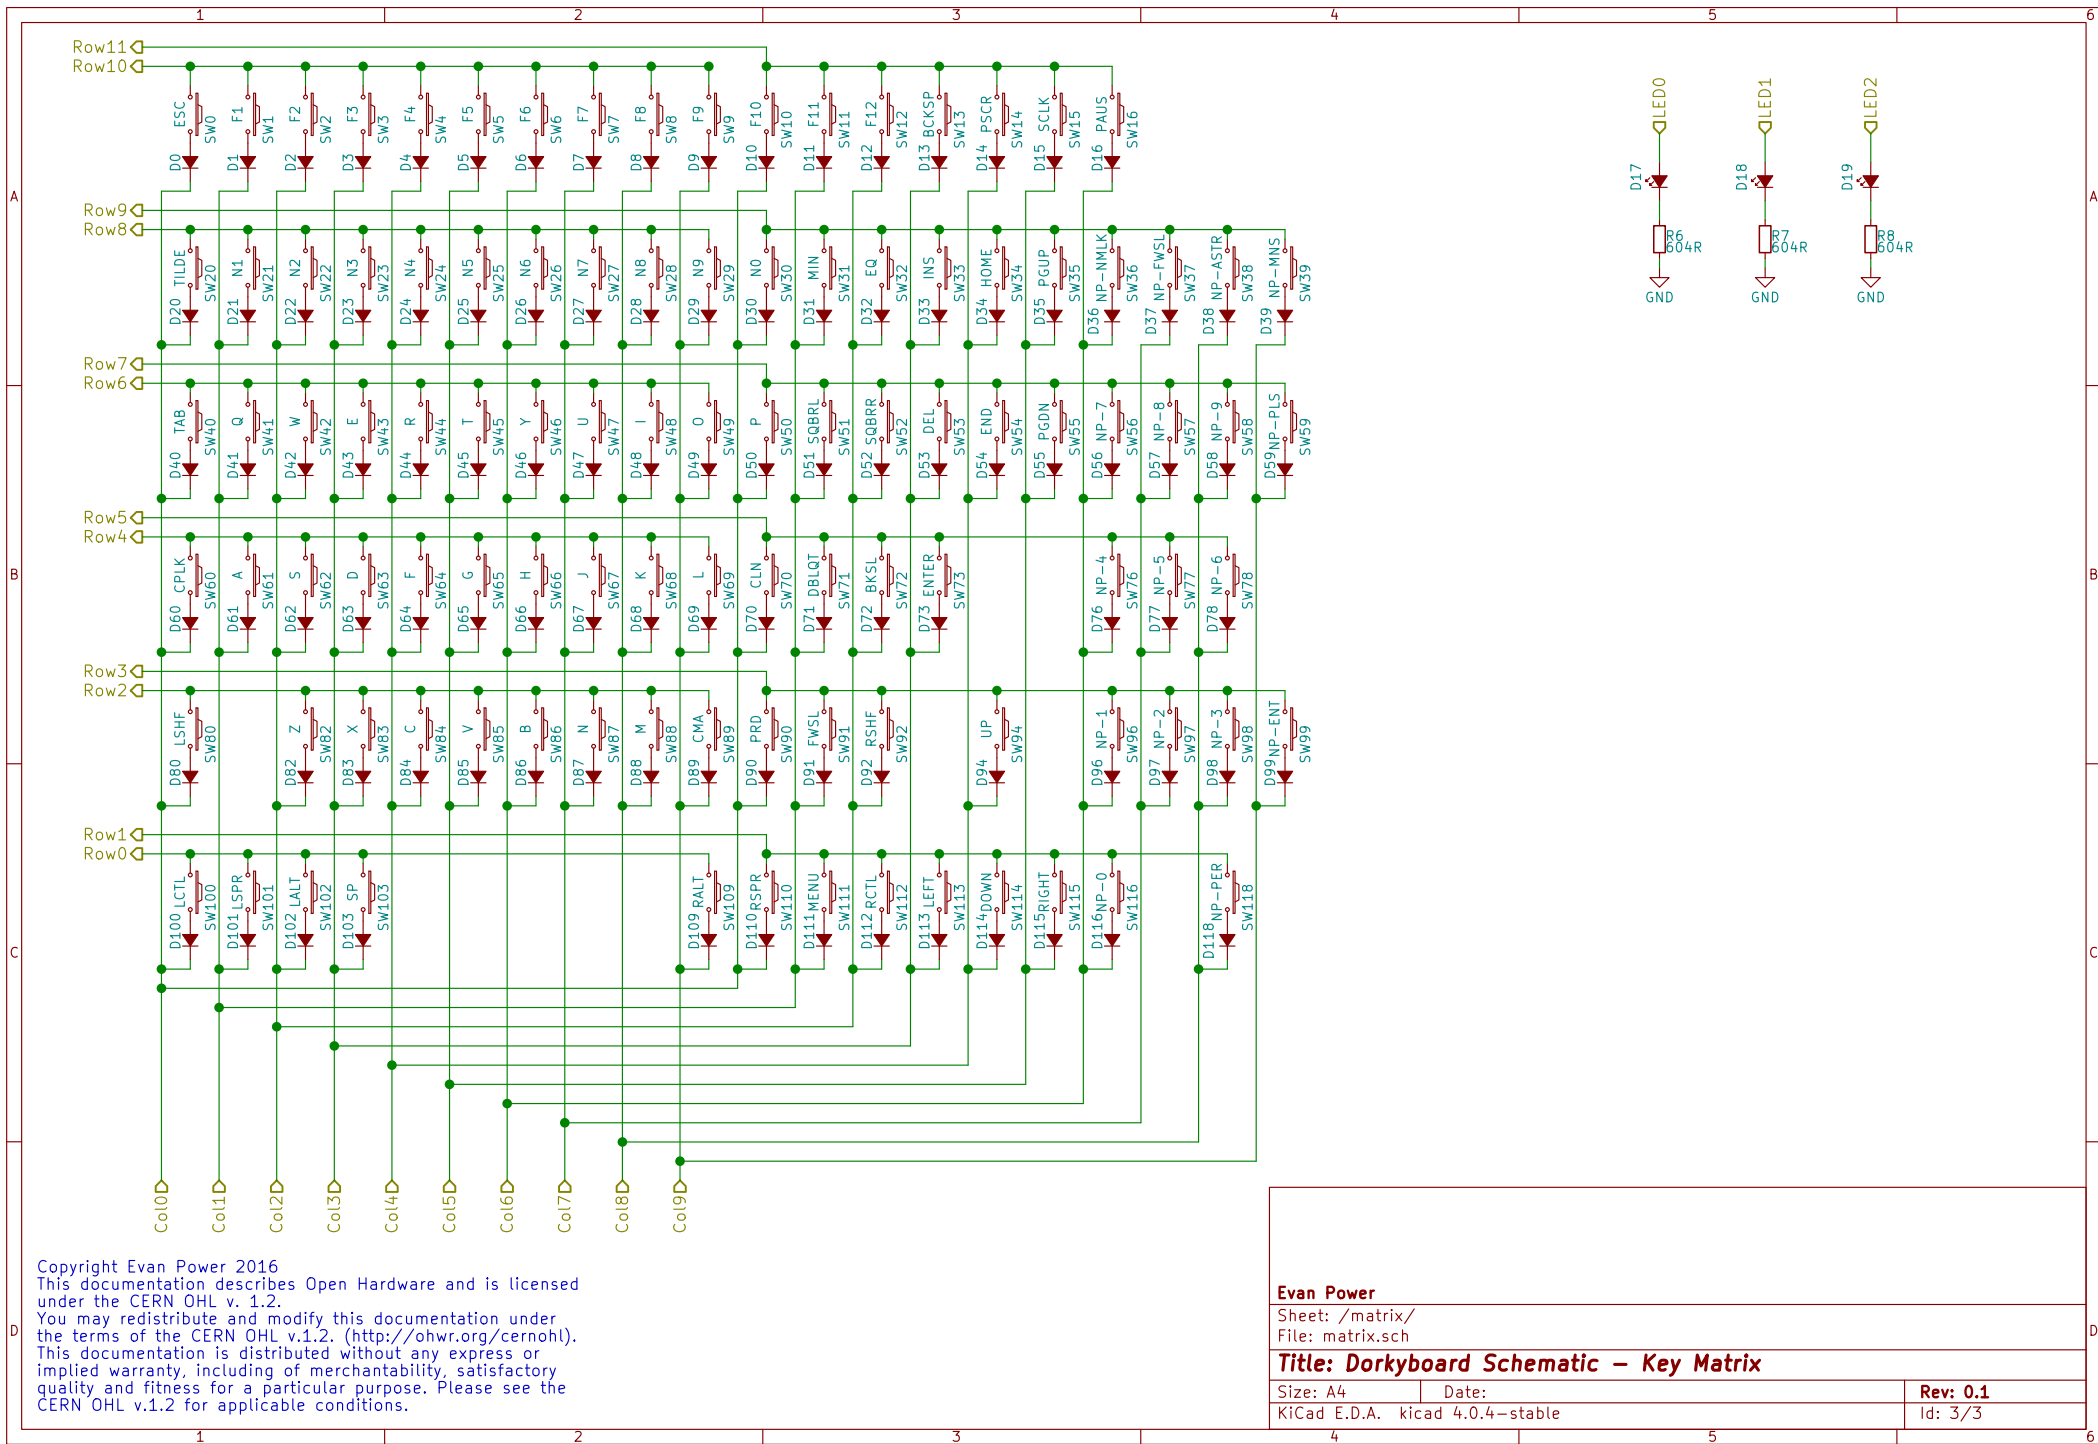 1 2 3 4 5 6
Row11
Row10
ESC F1 F2 F3 F4 F5 F6 F7 F8 F9 F10 F11 F12 BCKSP PSCR SCLK PAUS
SW0 SW1 SW2 SW3 SW4 SW5 SW6 SW7 SW8 SW9 SW10 SW11 SW12 SW13 SW14 SW15 SW16
D0 D1 D2 D3 D4 D5 D6 D7 D8 D9 D10 D11 D12 D13 D14 D15 D16
LED0 LED1 LED2
D17 D18 D19
R6 R7 R8
604R 604R 604R
GND GND GND
A A
Row9
Row8
TILDE N1 N2 N3 N4 N5 N6 N7 N8 N9 N0 MIN EQ INS HOME PGUP NP-NMLK NP-FWSL NP-ASTR NP-MNS
SW20 SW21 SW22 SW23 SW24 SW25 SW26 SW27 SW28 SW29 SW30 SW31 SW32 SW33 SW34 SW35 SW36 SW37 SW38 SW39
D20 D21 D22 D23 D24 D25 D26 D27 D28 D29 D30 D31 D32 D33 D34 D35 D36 D37 D38 D39
Row7
Row6
TAB Q W E R T Y U I O P SQBRL SQBRR DEL END PGDN NP-7 NP-8 NP-9 NP-PLS
SW40 SW41 SW42 SW43 SW44 SW45 SW46 SW47 SW48 SW49 SW50 SW51 SW52 SW53 SW54 SW55 SW56 SW57 SW58 SW59
D40 D41 D42 D43 D44 D45 D46 D47 D48 D49 D50 D51 D52 D53 D54 D55 D56 D57 D58 D59
Row5
Row4
B B
CPLK A S D F G H J K L CLN DBLQT BKSL ENTER NP-4 NP-5 NP-6
SW60 SW61 SW62 SW63 SW64 SW65 SW66 SW67 SW68 SW69 SW70 SW71 SW72 SW73 SW76 SW77 SW78
D60 D61 D62 D63 D64 D65 D66 D67 D68 D69 D70 D71 D72 D73 D76 D77 D78
Row3
Row2
LSHF Z X C V B N M CMA PRD FWSL RSHF UP NP-1 NP-2 NP-3 NP-ENT
SW80 SW82 SW83 SW84 SW85 SW86 SW87 SW88 SW89 SW90 SW91 SW92 SW94 SW96 SW97 SW98 SW99
D80 D82 D83 D84 D85 D86 D87 D88 D89 D90 D91 D92 D94 D96 D97 D98 D99
Row1
Row0
LCTL LSPR LALT SP RALT RSPR MENU RCTL LEFT DOWN RIGHT NP-0 NP-PER
SW100 SW101 SW102 SW103 SW109 SW110 SW111 SW112 SW113 SW114 SW115 SW116 SW118
D100 D101 D102 D103 D109 D110 D111 D112 D113 D114 D115 D116 D118
C C
Col0 Col1 Col2 Col3 Col4 Col5 Col6 Col7 Col8 Col9
Copyright Evan Power 2016
This documentation describes Open Hardware and is licensed
under the CERN OHL v. 1.2.
You may redistribute and modify this documentation under
the terms of the CERN OHL v.1.2. (http://ohwr.org/cernohl).
This documentation is distributed without any express or
implied warranty, including of merchantability, satisfactory
quality and fitness for a particular purpose. Please see the
CERN OHL v.1.2 for applicable conditions.
D D
Evan Power
Sheet: /matrix/
File: matrix.sch
Title: Dorkyboard Schematic – Key Matrix
Size: A4 Date: Rev: 0.1
KiCad E.D.A. kicad 4.0.4-stable Id: 3/3
1 2 3 4 5 6